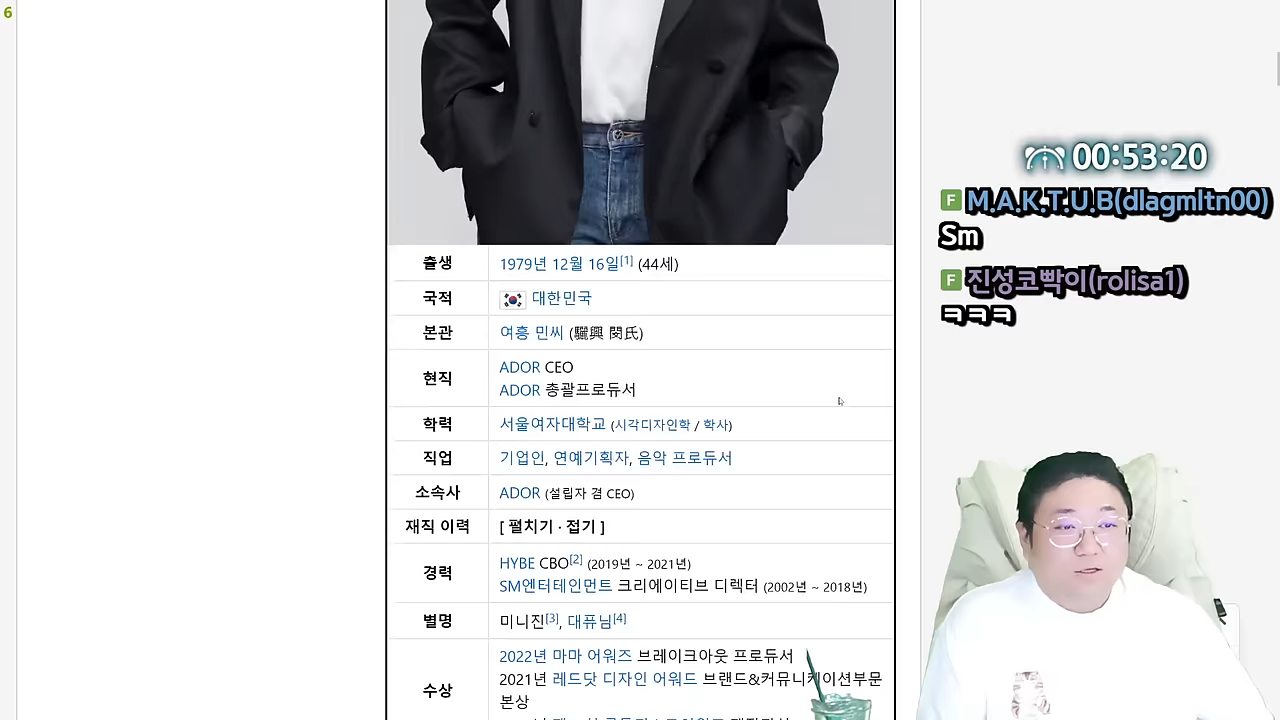 6
출생
1979년 12월 16일[1] (44세)
국적
대한민국
본관
여흥 민씨 (驪興 閔氏)
현직
ADOR CEO
ADOR 총괄프로듀서
학력
서울여자대학교 (시각디자인학 / 학사)
직업
기업인, 연예기획자, 음악 프로듀서
소속사
ADOR (설립자 겸 CEO)
재직 이력
[ 펼치기 · 접기 ]
경력
HYBE CBO[2] (2019년 ~ 2021년)
SM엔터테인먼트 크리에이티브 디렉터 (2002년 ~ 2018년)
별명
미니진[3], 대퓨님[4]
수상
2022년 마마 어워즈 브레이크아웃 프로듀서
2021년 레드닷 디자인 어워드 브랜드&커뮤니케이션부문
본상
00:53:20
F M.A.K.T.U.B(dlagmltn00)
Sm
F 진성코빡이(rolisa1)
ㅋㅋㅋ